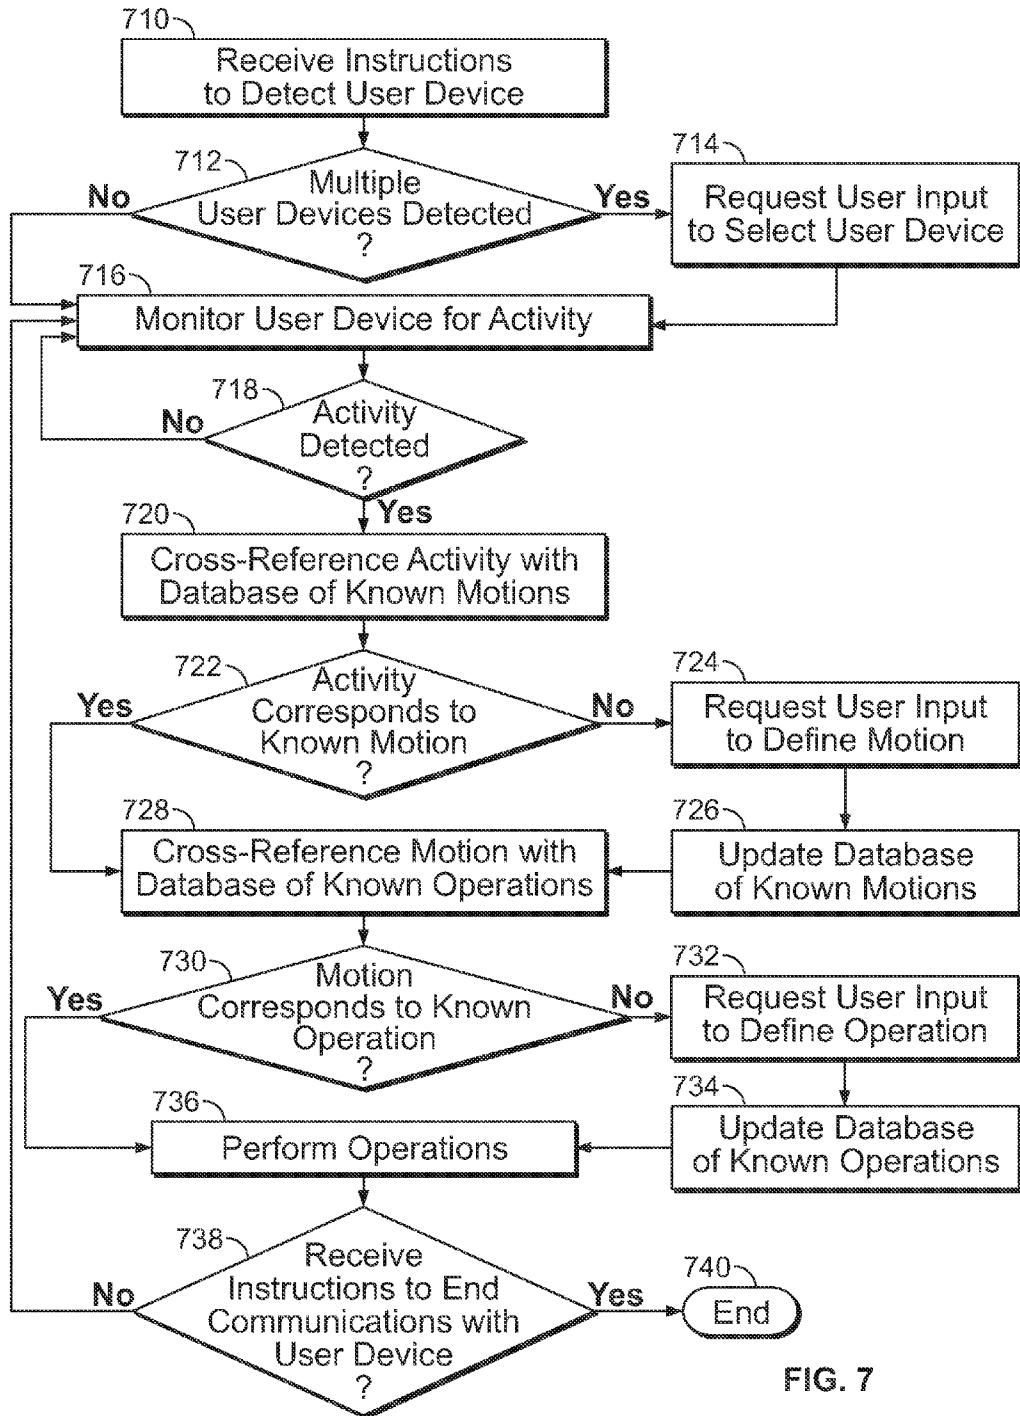 710
Receive Instructions
to Detect User Device
712
Multiple
User Devices Detected
?
No
Yes
714
Request User Input
to Select User Device
716
Monitor User Device for Activity
718
Activity
Detected
?
No
Yes
720
Cross-Reference Activity with
Database of Known Motions
722
Activity
Corresponds to
Known Motion
?
Yes
No
724
Request User Input
to Define Motion
726
Update Database
of Known Motions
728
Cross-Reference Motion with
Database of Known Operations
730
Motion
Corresponds to Known
Operation
?
Yes
No
732
Request User Input
to Define Operation
734
Update Database
of Known Operations
736
Perform Operations
738
Receive
Instructions to End
Communications with
User Device
?
No
Yes
740
End
FIG. 7